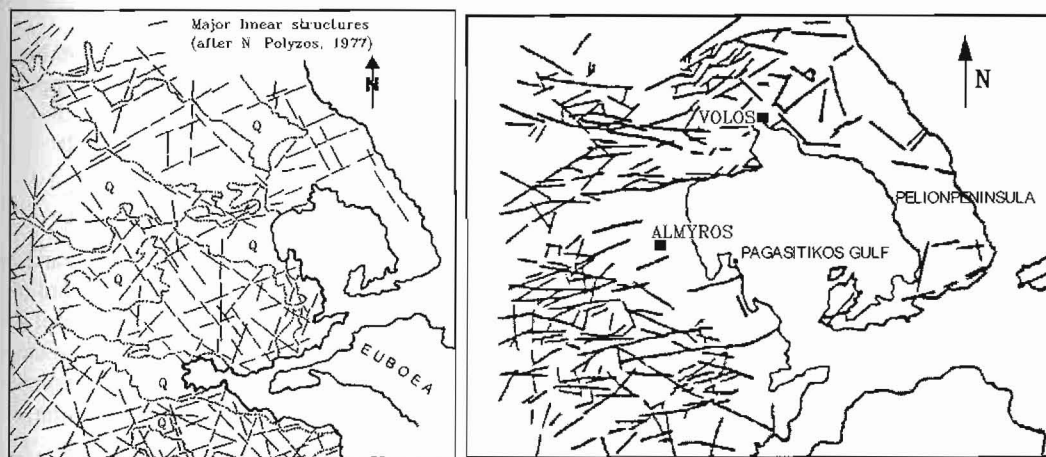 Major linear structures
(after N Polyzos, 1977)
N
Q
Q
Q
Q
Q
Q
EUBOEA
N
VOLOS
PELIONPENINSULA
ALMYROS
PAGASITIKOS GULF